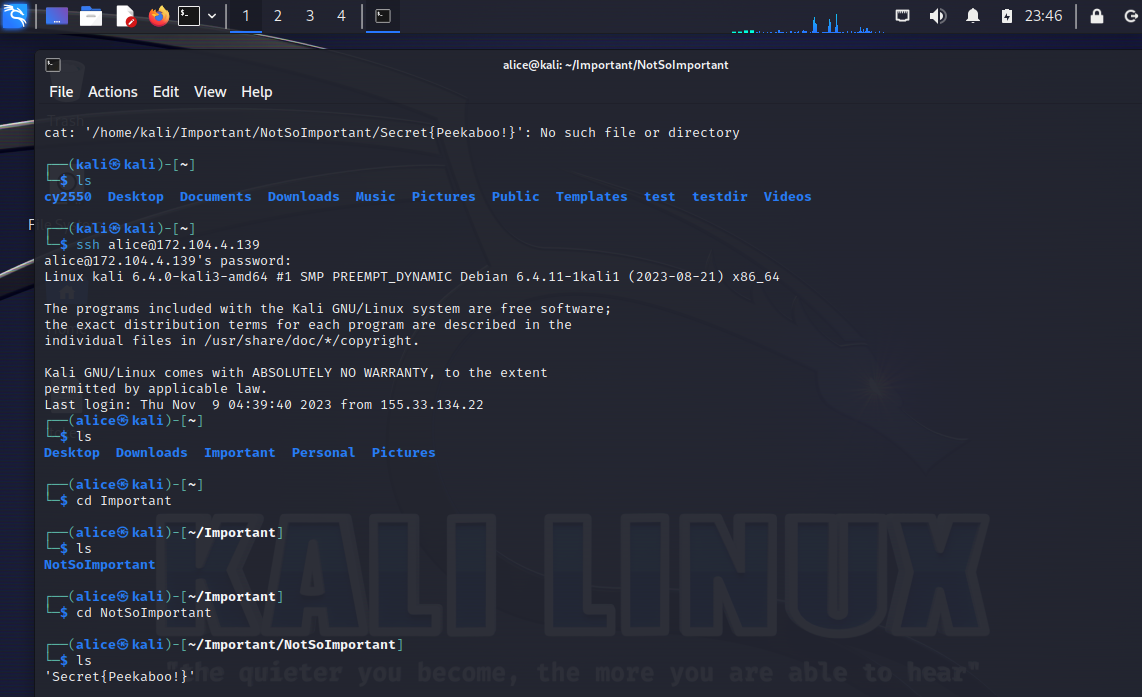 1 2 3 4 23:46
alice@kali: ~/Important/NotSoImportant
File Actions Edit View Help
cat: '/home/kali/Important/NotSoImportant/Secret{Peekaboo!}': No such file or directory
┌──(kali㉿kali)-[~]
└─$ ls
cy2550 Desktop Documents Downloads Music Pictures Public Templates test testdir Videos
┌──(kali㉿kali)-[~]
└─$ ssh alice@172.104.4.139
alice@172.104.4.139's password:
Linux kali 6.4.0-kali3-amd64 #1 SMP PREEMPT_DYNAMIC Debian 6.4.11-1kali1 (2023-08-21) x86_64
The programs included with the Kali GNU/Linux system are free software;
the exact distribution terms for each program are described in the
individual files in /usr/share/doc/*/copyright.
Kali GNU/Linux comes with ABSOLUTELY NO WARRANTY, to the extent
permitted by applicable law.
Last login: Thu Nov  9 04:39:40 2023 from 155.33.134.22
┌──(alice㉿kali)-[~]
└─$ ls
Desktop Downloads Important Personal Pictures
┌──(alice㉿kali)-[~]
└─$ cd Important
┌──(alice㉿kali)-[~/Important]
└─$ ls
NotSoImportant
┌──(alice㉿kali)-[~/Important]
└─$ cd NotSoImportant
┌──(alice㉿kali)-[~/Important/NotSoImportant]
└─$ ls
'Secret{Peekaboo!}'
KALI LINUX
"the quieter you become, the more you are able to hear"